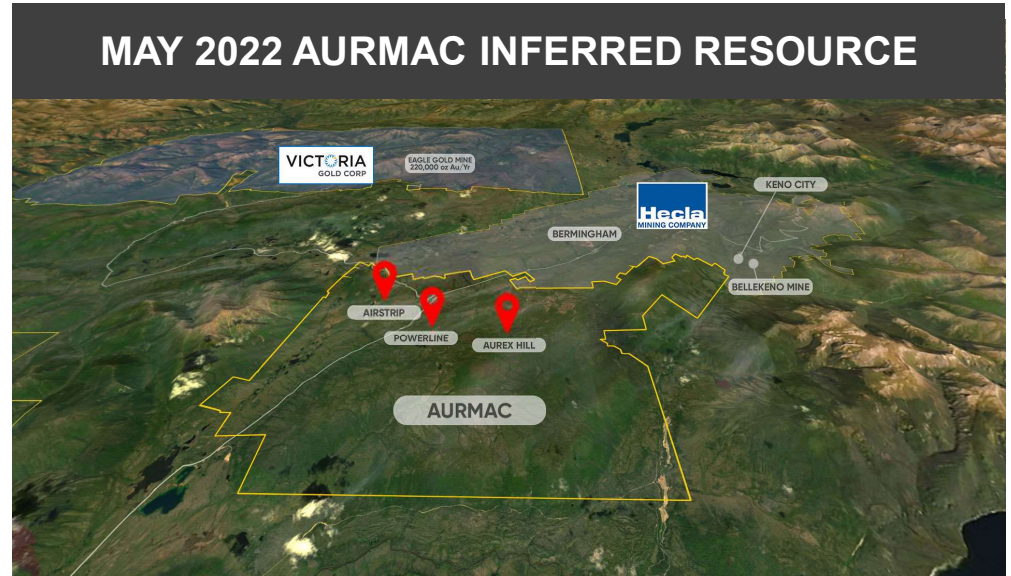 MAY 2022 AURMAC INFERRED RESOURCE
VICTORIA
GOLD CORP
EAGLE GOLD MINE
220,000 oz Au/Yr
Hecla
MINING COMPANY
KENO CITY
BERMINGHAM
BELLEKENO MINE
AIRSTRIP
POWERLINE
AUREX HILL
AURMAC